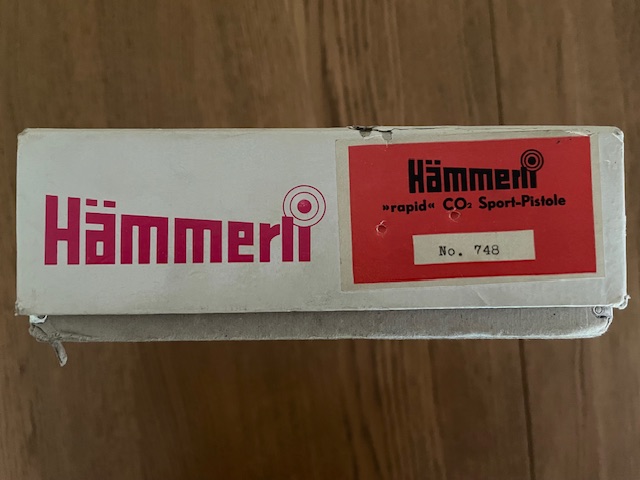 Hämmerli
Hämmerli
»rapid« CO₂ Sport-Pistole
No. 748